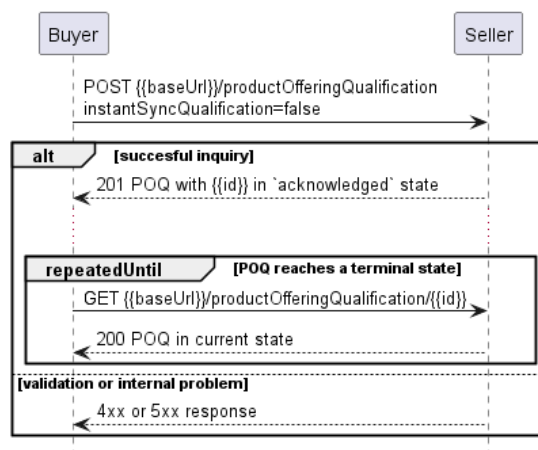 Buyer
Seller
POST {{baseUrl}}/productOfferingQualification
instantSyncQualification=false
alt
[succesful inquiry]
201 POQ with {{id}} in `acknowledged` state
repeatedUntil
[POQ reaches a terminal state]
GET {{baseUrl}}/productOfferingQualification/{{id}}
200 POQ in current state
[validation or internal problem]
4xx or 5xx response